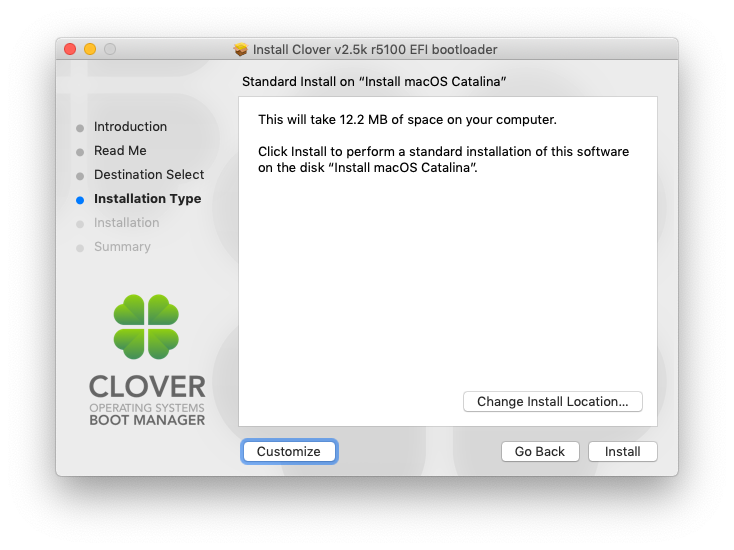 Install Clover v2.5k r5100 EFI bootloader
Standard Install on “Install macOS Catalina”
Introduction
Read Me
Destination Select
Installation Type
Installation
Summary
This will take 12.2 MB of space on your computer.
Click Install to perform a standard installation of this software
on the disk “Install macOS Catalina”.
CLOVER
OPERATING SYSTEMS
BOOT MANAGER
Change Install Location...
Customize
Go Back
Install